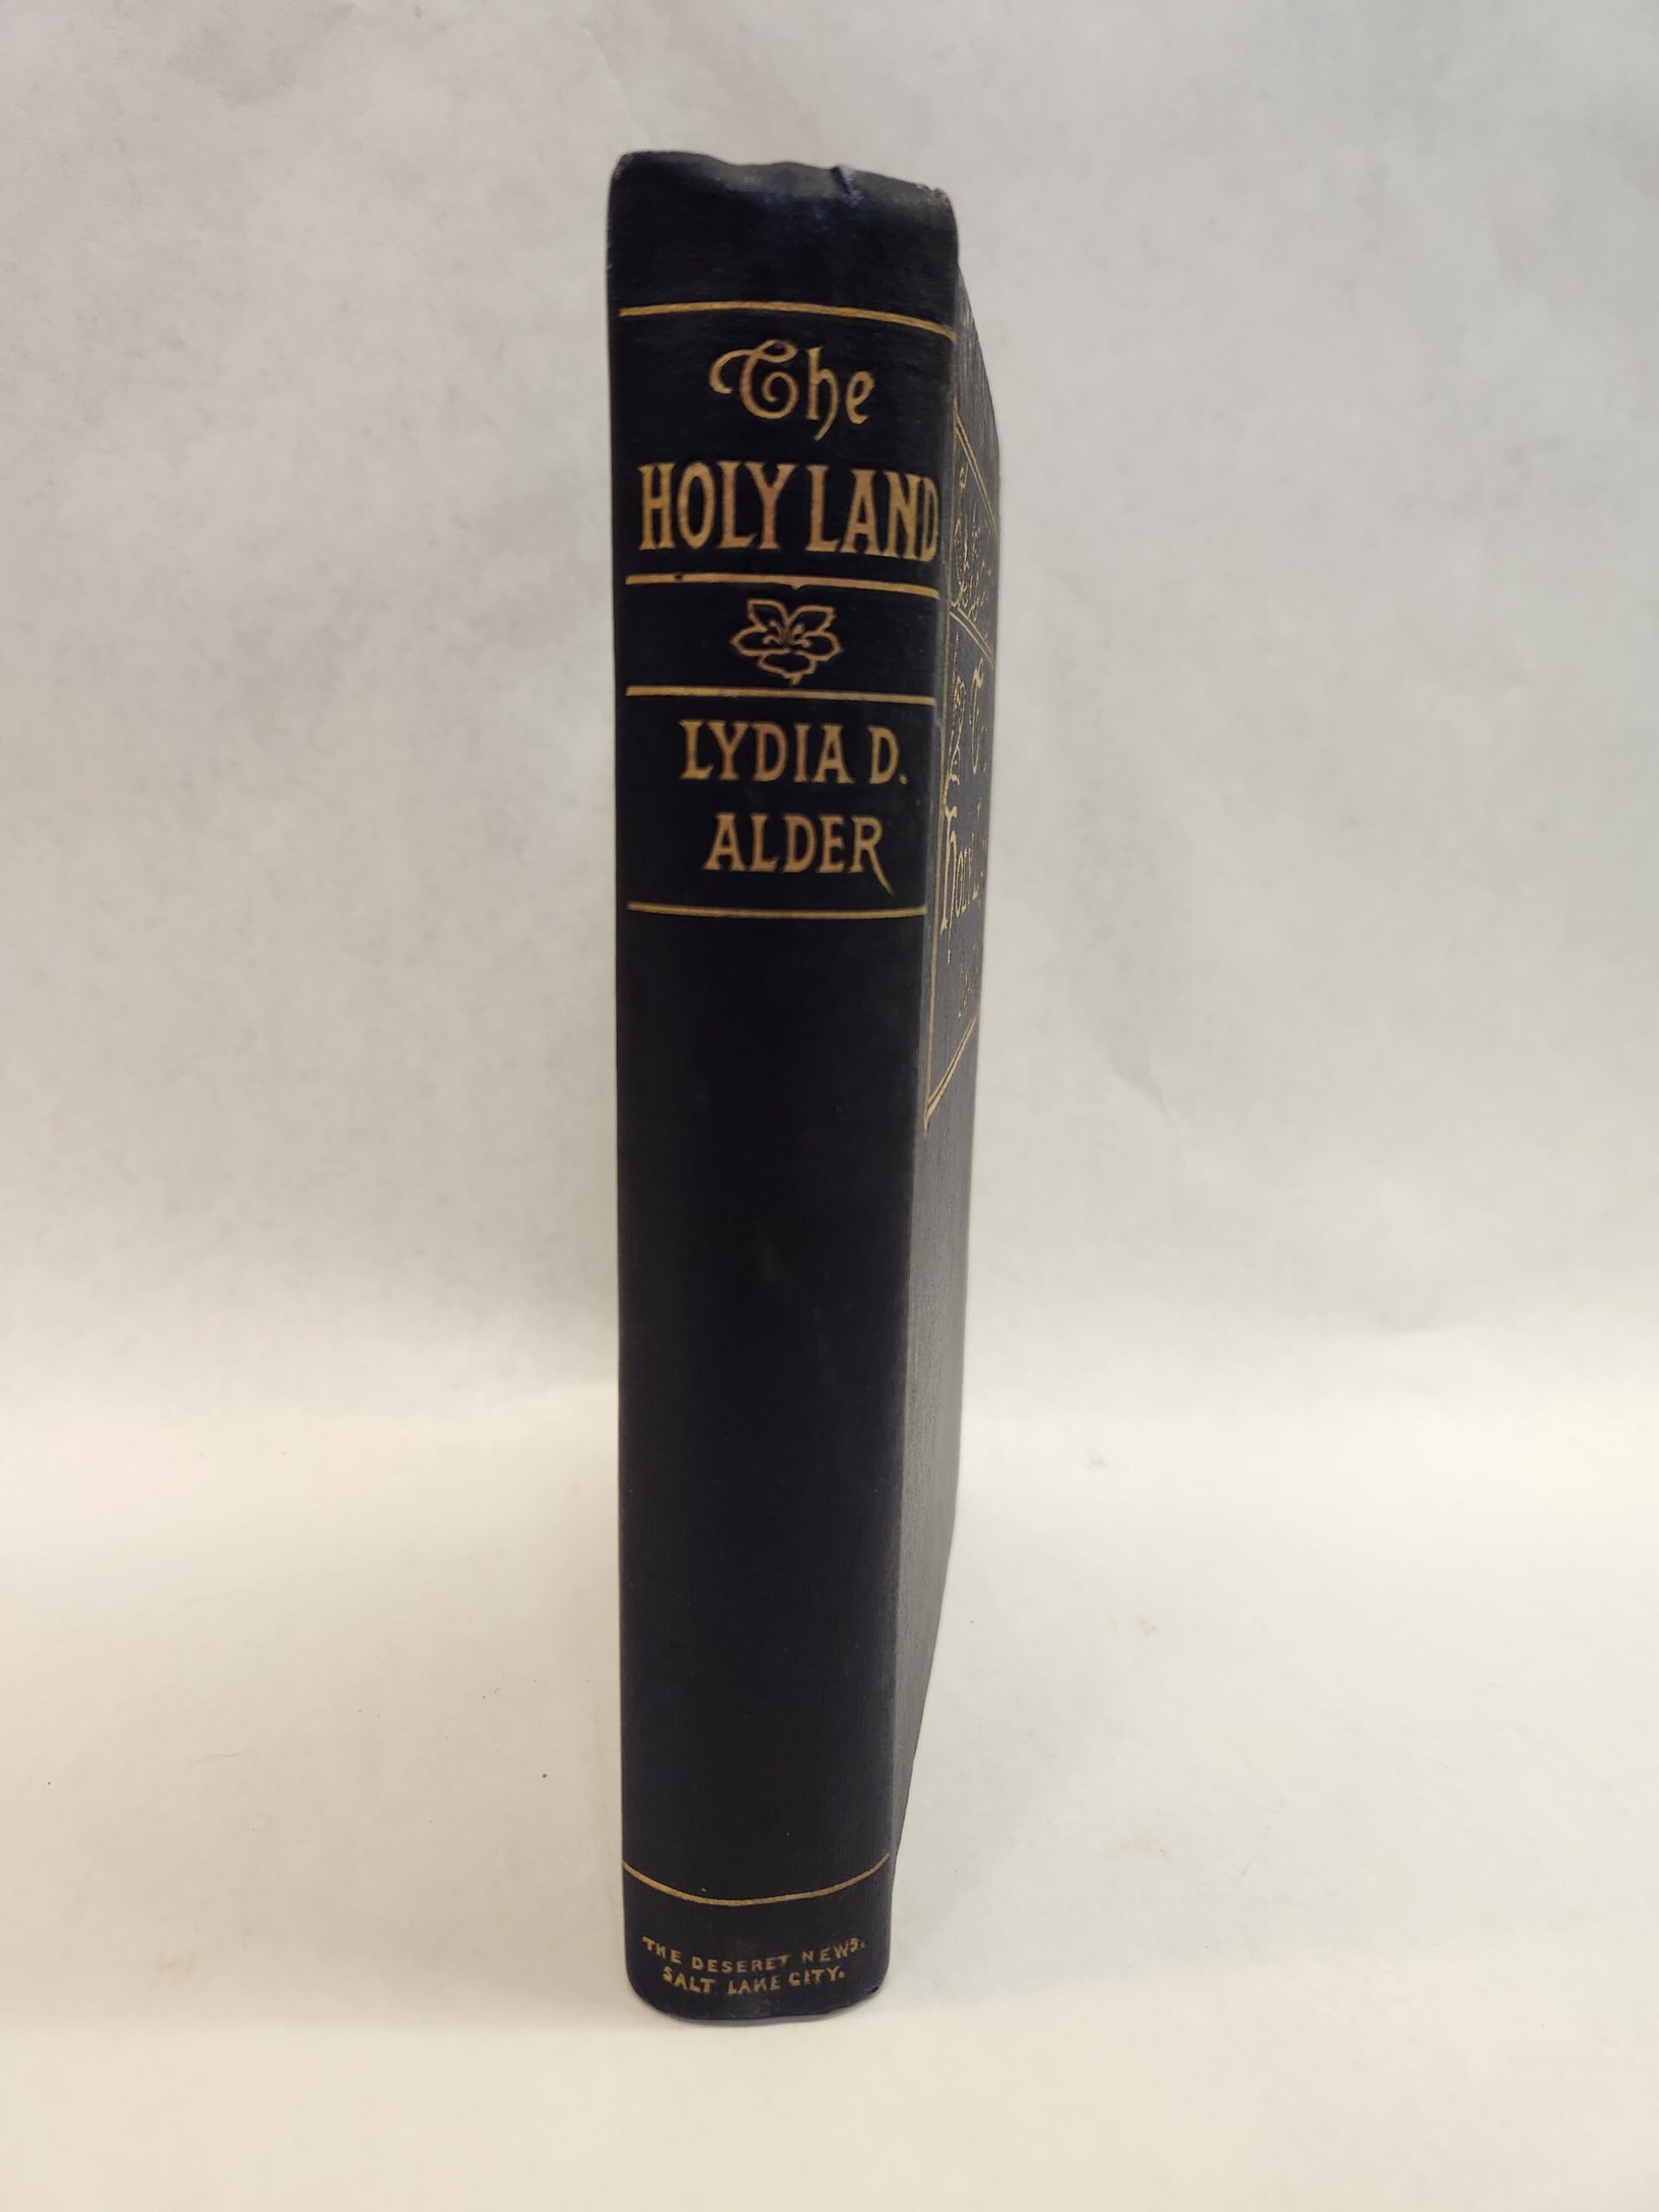 The
HOLY LAND
LYDIA D.
ALDER
THE DESERET NEWS.
SALT LAKE CITY.